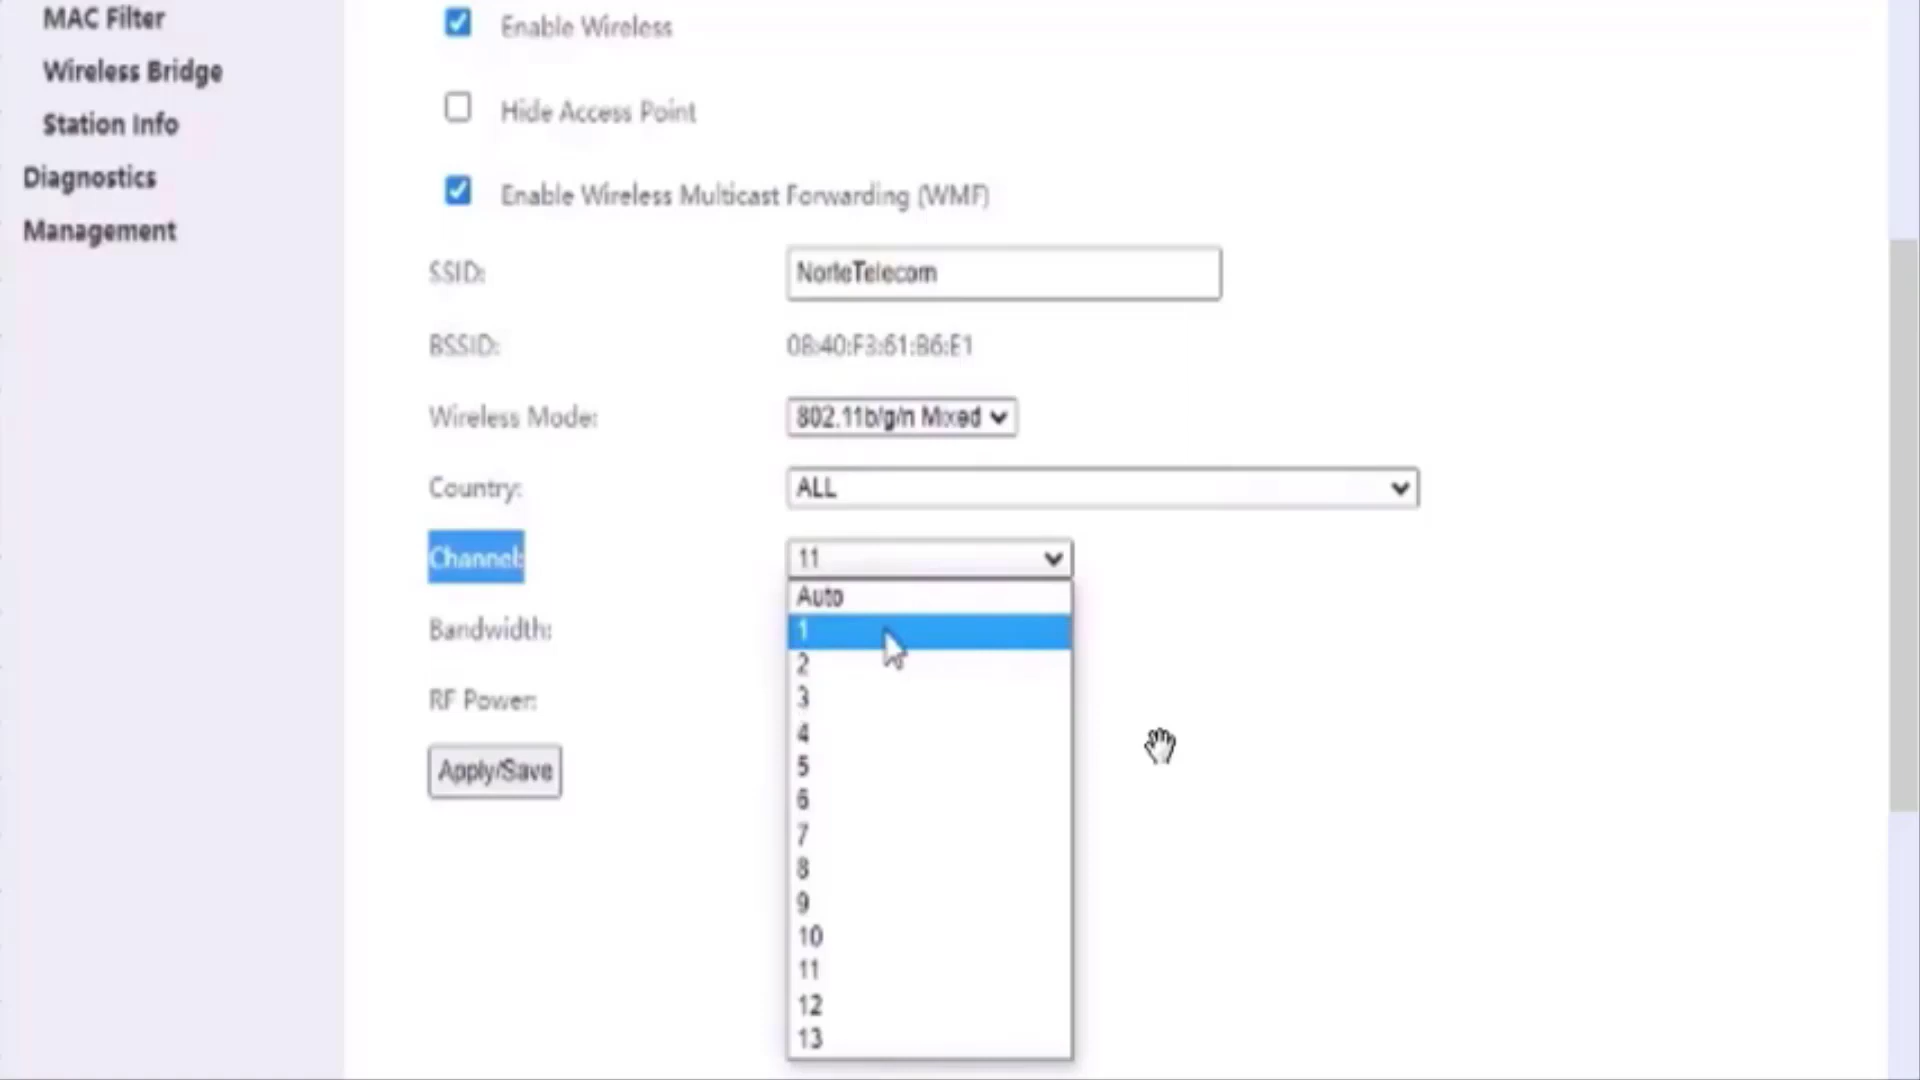 MAC Filter
Wireless Bridge
Station Info
Diagnostics
Management
Enable Wireless
Hide Access Point
Enable Wireless Multicast Forwarding (WMF)
SSID: NorteTelecom
BSSID: 08:40:F3:61:B6:E1
Wireless Mode: 802.11b/g/n Mixed
Country: ALL
Channel: 11
Auto
Bandwidth: 1
2
RF Power: 3
4
Apply/Save 5
6
7
8
9
10
11
12
13